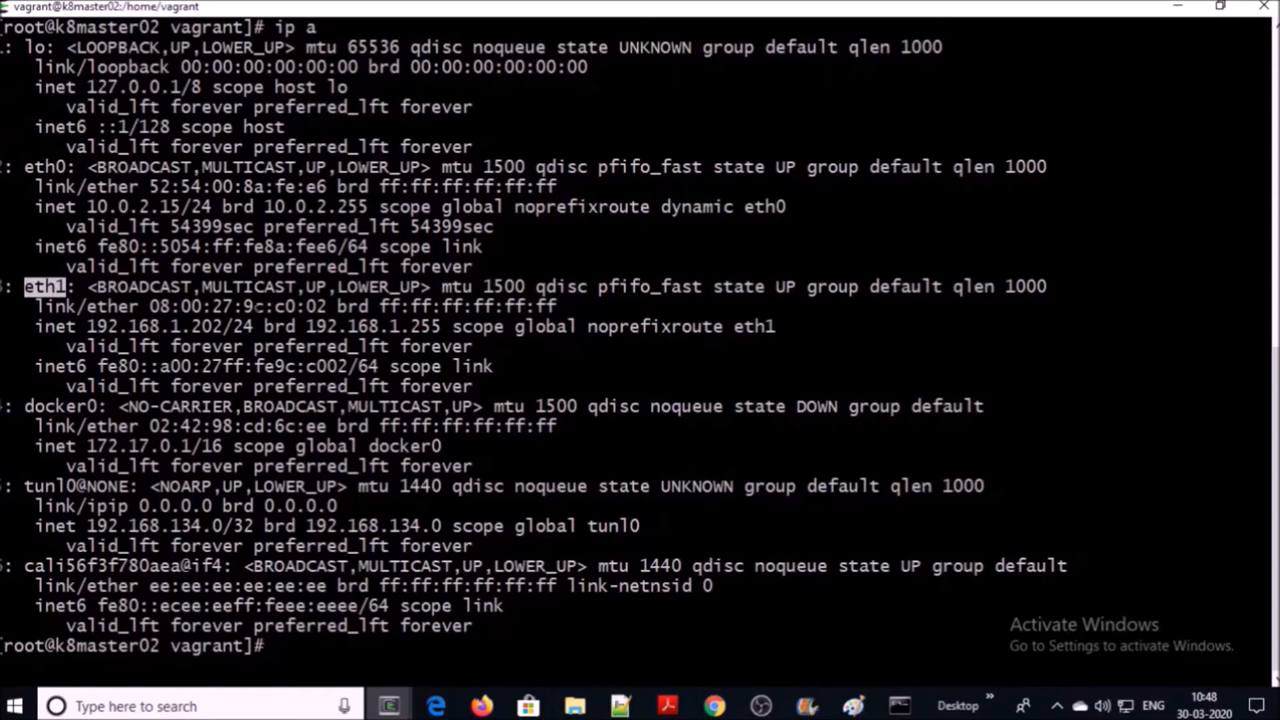 vagrant@k8master02:/home/vagrant
[root@k8master02 vagrant]# ip a
1: lo: <LOOPBACK,UP,LOWER_UP> mtu 65536 qdisc noqueue state UNKNOWN group default qlen 1000
link/loopback 00:00:00:00:00:00 brd 00:00:00:00:00:00
inet 127.0.0.1/8 scope host lo
valid_lft forever preferred_lft forever
inet6 ::1/128 scope host
valid_lft forever preferred_lft forever
2: eth0: <BROADCAST,MULTICAST,UP,LOWER_UP> mtu 1500 qdisc pfifo_fast state UP group default qlen 1000
link/ether 52:54:00:8a:fe:e6 brd ff:ff:ff:ff:ff:ff
inet 10.0.2.15/24 brd 10.0.2.255 scope global noprefixroute dynamic eth0
valid_lft 54399sec preferred_lft 54399sec
inet6 fe80::5054:ff:fe8a:fee6/64 scope link
valid_lft forever preferred_lft forever
3: eth1: <BROADCAST,MULTICAST,UP,LOWER_UP> mtu 1500 qdisc pfifo_fast state UP group default qlen 1000
link/ether 08:00:27:9c:c0:02 brd ff:ff:ff:ff:ff:ff
inet 192.168.1.202/24 brd 192.168.1.255 scope global noprefixroute eth1
valid_lft forever preferred_lft forever
inet6 fe80::a00:27ff:fe9c:c002/64 scope link
valid_lft forever preferred_lft forever
4: docker0: <NO-CARRIER,BROADCAST,MULTICAST,UP> mtu 1500 qdisc noqueue state DOWN group default
link/ether 02:42:98:cd:6c:ee brd ff:ff:ff:ff:ff:ff
inet 172.17.0.1/16 scope global docker0
valid_lft forever preferred_lft forever
5: tunl0@NONE: <NOARP,UP,LOWER_UP> mtu 1440 qdisc noqueue state UNKNOWN group default qlen 1000
link/ipip 0.0.0.0 brd 0.0.0.0
inet 192.168.134.0/32 brd 192.168.134.0 scope global tunl0
valid_lft forever preferred_lft forever
6: cali56f3f780aea@if4: <BROADCAST,MULTICAST,UP,LOWER_UP> mtu 1440 qdisc noqueue state UP group default
link/ether ee:ee:ee:ee:ee:ee brd ff:ff:ff:ff:ff:ff link-netnsid 0
inet6 fe80::ecee:eeff:feee:eeee/64 scope link
valid_lft forever preferred_lft forever
[root@k8master02 vagrant]#
Activate Windows
Go to Settings to activate Windows.
Type here to search
Desktop
ENG
10:48
30-03-2020